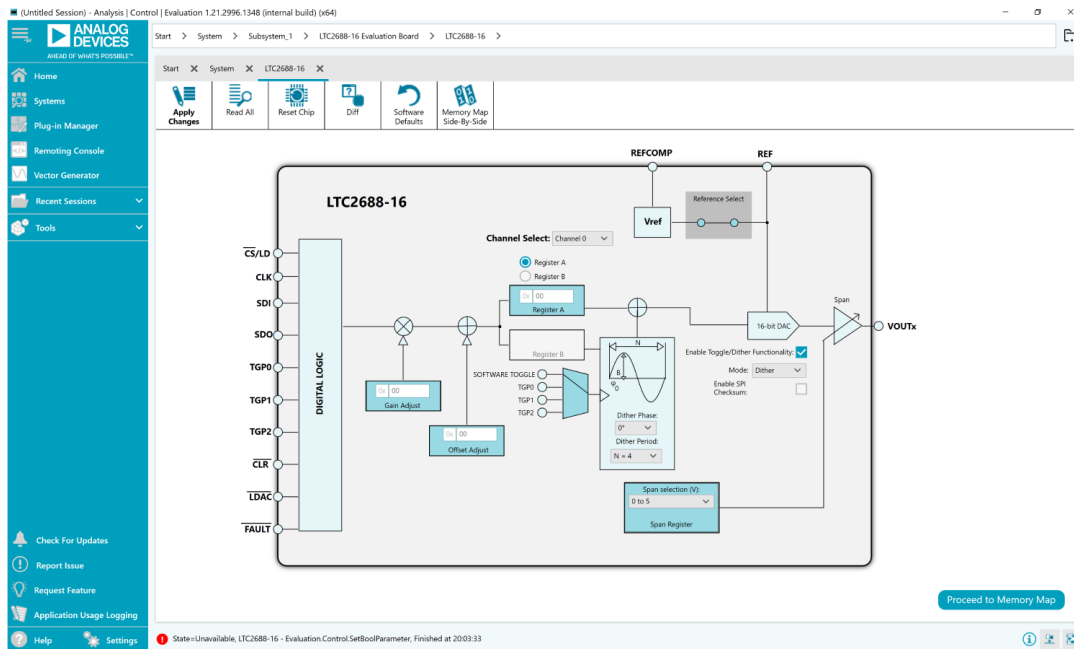 (Untitled Session) - Analysis | Control | Evaluation 1.21.2996.1348 (internal build) (x64)
ANALOG DEVICES
AHEAD OF WHAT'S POSSIBLE™
Start > System > Subsystem_1 > LTC2688-16 Evaluation Board > LTC2688-16 >
Home
Systems
Plug-in Manager
Remoting Console
Vector Generator
Recent Sessions
Tools
Start X System X LTC2688-16 X
Apply Changes
Read All
Reset Chip
Diff
Software Defaults
Memory Map Side-By-Side
REFCOMP
REF
LTC2688-16
Vref
Reference Select
Channel Select: Channel 0
Register A
Register B
CS/LD
CLK
SDI
SDO
TGP0
TGP1
TGP2
CLR
LDAC
FAULT
DIGITAL LOGIC
0x 00
Register A
Register B
0x 00
Gain Adjust
0x 00
Offset Adjust
SOFTWARE TOGGLE
TGP0
TGP1
TGP2
N
B
φ0
Dither Phase:
0°
Dither Period:
N = 4
16-bit DAC
Span
VOUTx
Enable Toggle/Dither Functionality:
Mode: Dither
Enable SPI
Checksum:
Span selection (V):
0 to 5
Span Register
Proceed to Memory Map
Check For Updates
Report Issue
Request Feature
Application Usage Logging
Help
Settings
State=Unavailable, LTC2688-16 - Evaluation.Control.SetBoolParameter, Finished at 20:03:33